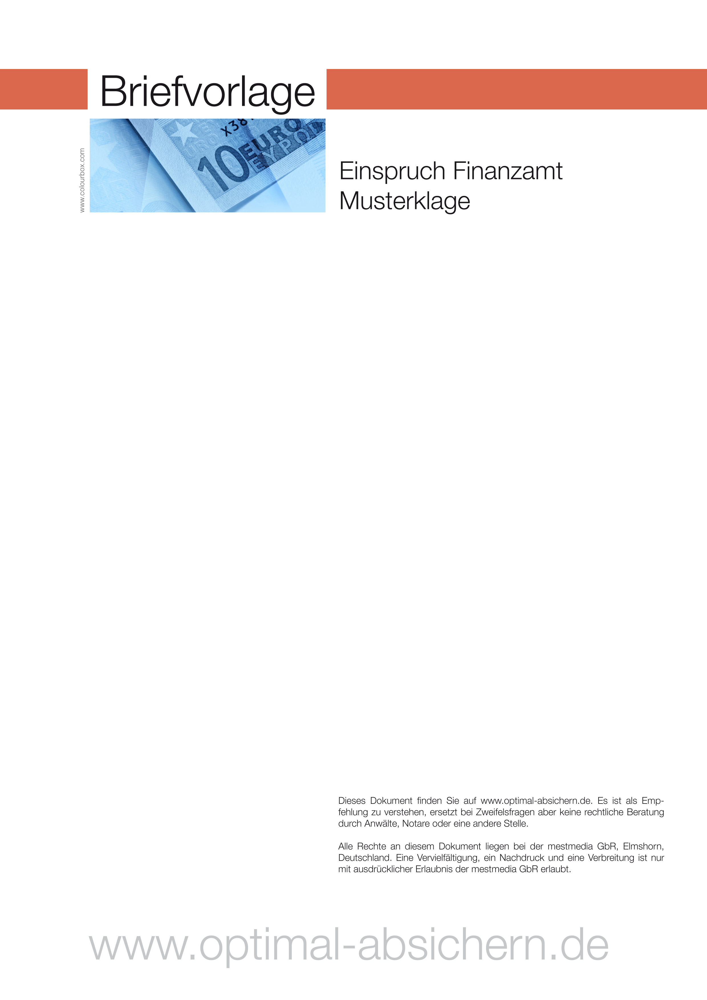 Briefvorlage
www.colourbox.com
10 EURO
Einspruch Finanzamt
Musterklage
Dieses Dokument finden Sie auf www.optimal-absichern.de. Es ist als Emp-
fehlung zu verstehen, ersetzt bei Zweifelsfragen aber keine rechtliche Beratung
durch Anwälte, Notare oder eine andere Stelle.
Alle Rechte an diesem Dokument liegen bei der mestmedia GbR, Elmshorn,
Deutschland. Eine Vervielfältigung, ein Nachdruck und eine Verbreitung ist nur
mit ausdrücklicher Erlaubnis der mestmedia GbR erlaubt.
www.optimal-absichern.de